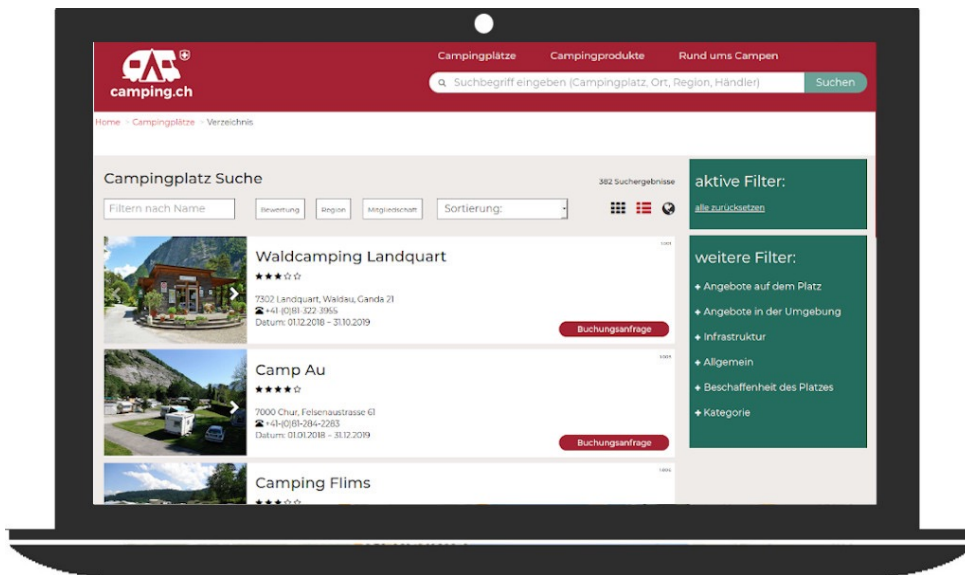 Campingplätze Campingprodukte Rund ums Campen
camping.ch
Suchbegriff eingeben (Campingplatz, Ort, Region, Händler) Suchen
Home > Campingplätze > Verzeichnis
Campingplatz Suche
382 Suchergebnisse
Filtern nach Name Bewertung Region Mitgliedschaft Sortierung:
Waldcamping Landquart
★★★☆☆
7302 Landquart, Waldau, Ganda 21
☎ +41-(0)81-322-3955
Datum: 01.12.2018 – 31.10.2019
Buchungsanfrage
Camp Au
★★★★☆
7000 Chur, Felsenaustrasse 61
☎ +41-(0)81-284-2283
Datum: 01.01.2018 – 31.12.2019
Buchungsanfrage
Camping Flims
★★★☆☆
aktive Filter:
alle zurücksetzen
weitere Filter:
+ Angebote auf dem Platz
+ Angebote in der Umgebung
+ Infrastruktur
+ Allgemein
+ Beschaffenheit des Platzes
+ Kategorie